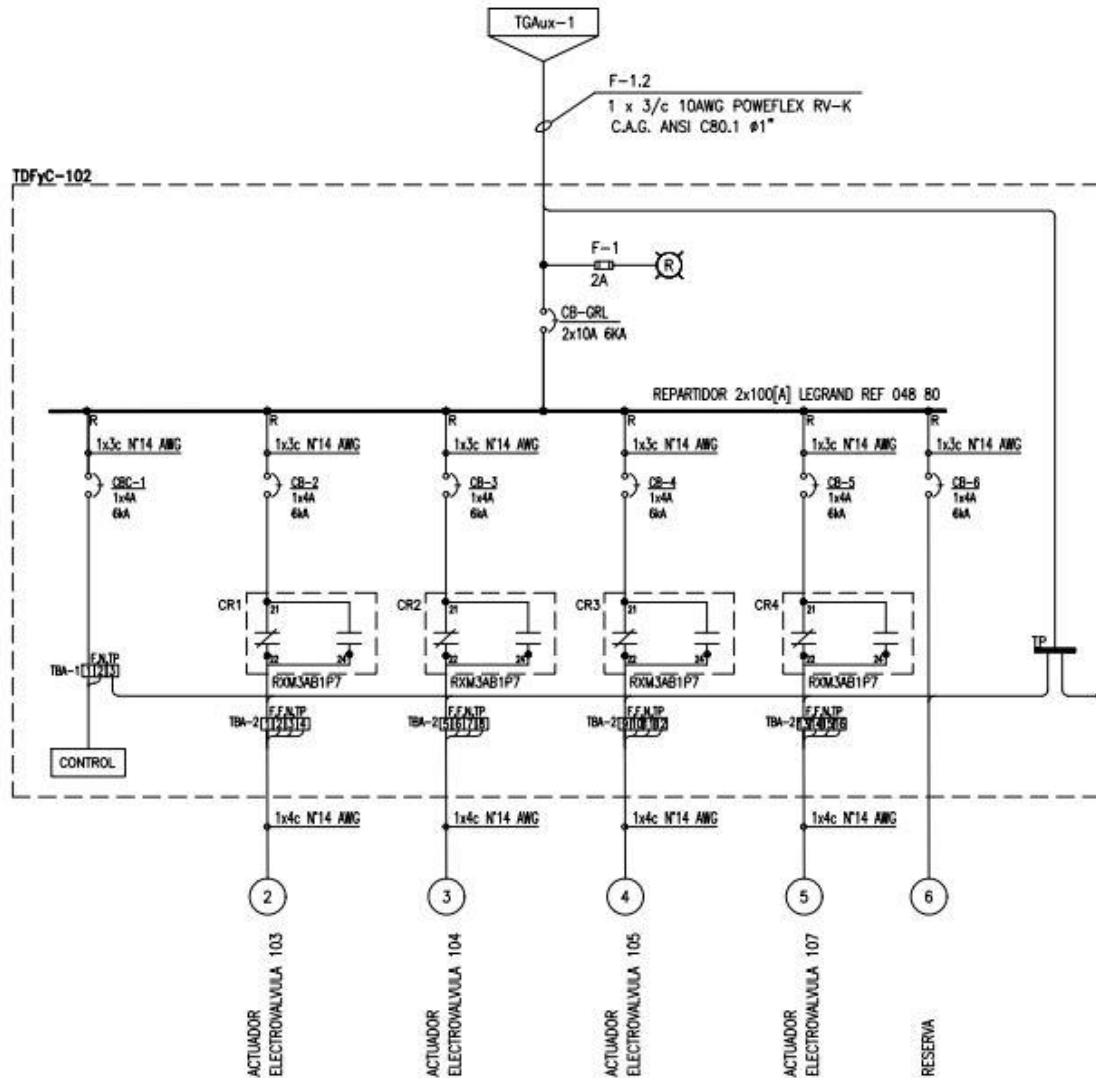 TGAux-1
F-1.2
1 x 3/c 10AWG POWEFLEX RV-K
C.A.G. ANSI C80.1 ø1"
TDFyC-102
F-1
2A
R
CB-GRL
2x10A 6KA
REPARTIDOR 2x100[A] LEGRAND REF 048 80
R R R R R R
1x3c N°14 AWG 1x3c N°14 AWG 1x3c N°14 AWG 1x3c N°14 AWG 1x3c N°14 AWG 1x3c N°14 AWG
CBC-1 CB-2 CB-3 CB-4 CB-5 CB-6
1x4A 1x4A 1x4A 1x4A 1x4A 1x4A
6kA 6kA 6kA 6kA 6kA 6kA
CR1 21 CR2 21 CR3 21 CR4 21
22 24 22 24 22 24 22 24
RXM3AB1P7 RXM3AB1P7 RXM3AB1P7 RXM3AB1P7
TP
F,N,TP
TBA-1 1 2 3
F,F,N,TP F,F,N,TP F,F,N,TP F,F,N,TP
TBA-2 1 2 3 4 TBA-2 5 6 7 8 TBA-2 9 10 11 12 TBA-2
CONTROL
1x4c N°14 AWG 1x4c N°14 AWG 1x4c N°14 AWG 1x4c N°14 AWG
2 3 4 5 6
ACTUADOR
ELECTROVALVULA 103
ACTUADOR
ELECTROVALVULA 104
ACTUADOR
ELECTROVALVULA 105
ACTUADOR
ELECTROVALVULA 107
RESERVA